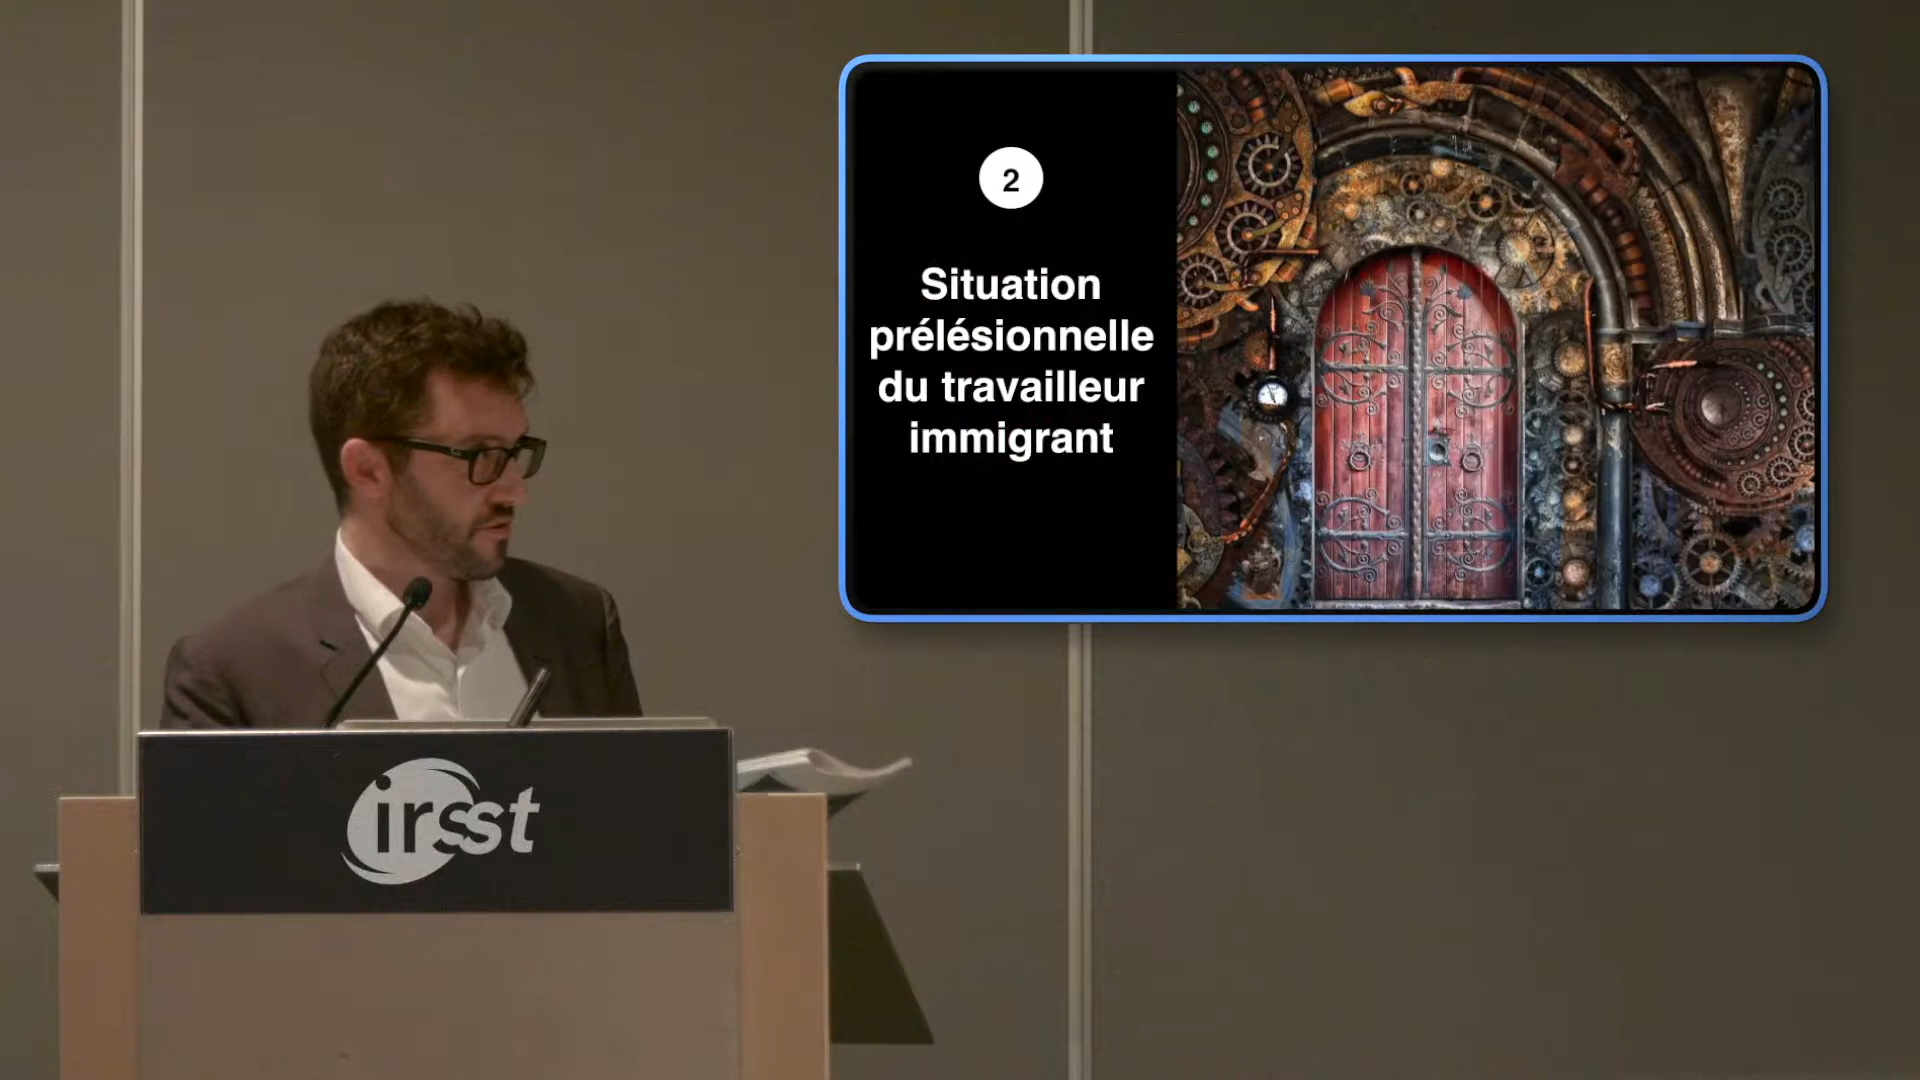 2
Situation
prélésionnelle
du travailleur
immigrant
irsst